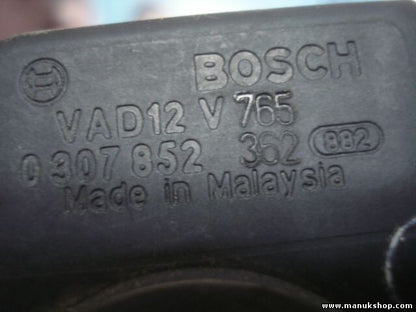 BOSCH
VAD12 V 765
0 307 852 362 882
Made in Malaysia
www.manukshop.com